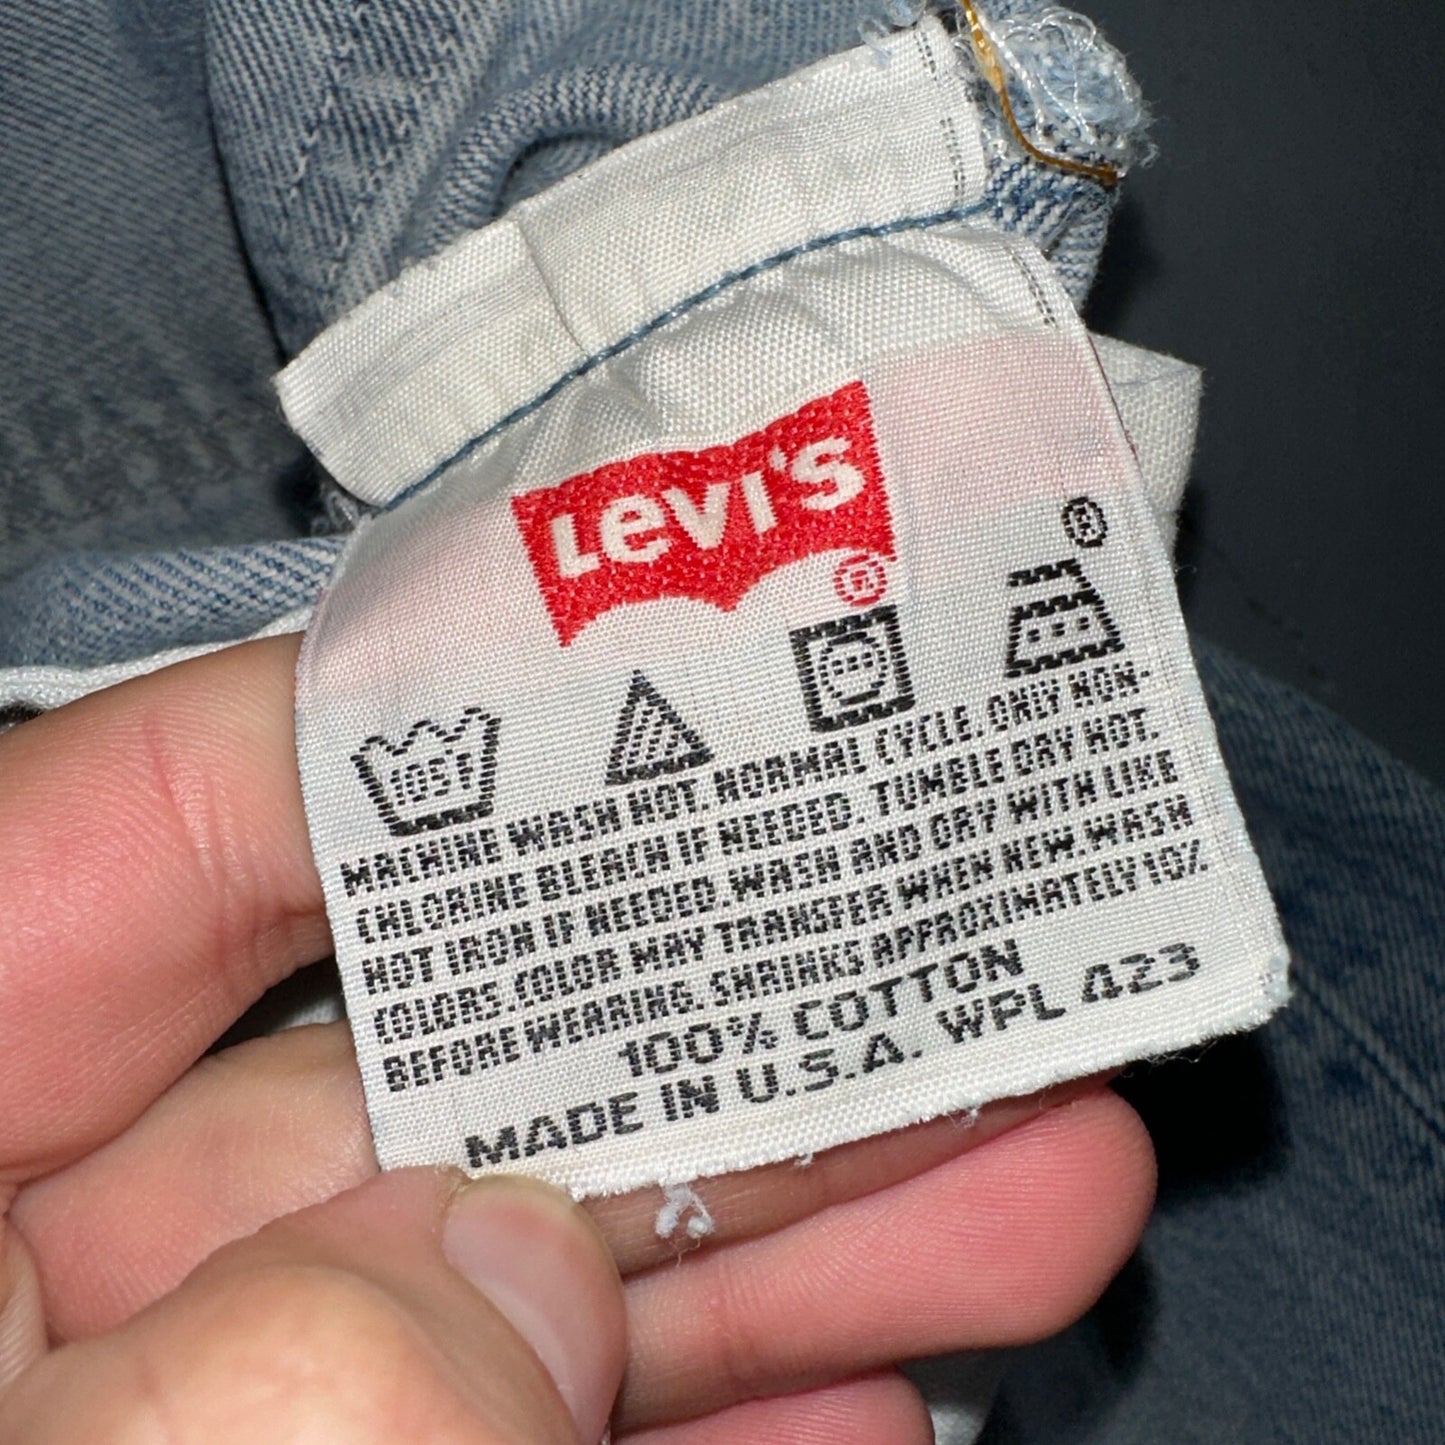 Levi's
®
®
105°F
MACHINE WASH HOT. NORMAL CYCLE. ONLY NON-
CHLORINE BLEACH IF NEEDED. TUMBLE DRY HOT.
HOT IRON IF NEEDED. WASH AND DRY WITH LIKE
COLORS. COLOR MAY TRANSFER WHEN NEW. WASH
BEFORE WEARING. SHRINKS APPROXIMATELY 10%
100% COTTON
MADE IN U.S.A. WPL 423